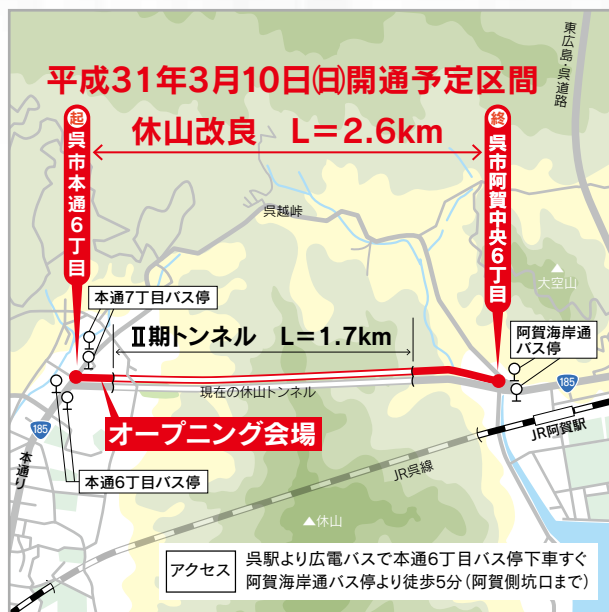 東広島・呉道路
平成31年3月10日㈰開通予定区間
休山改良 L=2.6km
起
呉市本通6丁目
終
呉市阿賀中央6丁目
呉越峠
大空山
本通7丁目バス停
Ⅱ期トンネル L=1.7km
阿賀海岸通
バス停
現在の休山トンネル
185
オープニング会場
185
JR阿賀駅
本通り
本通6丁目バス停
JR呉線
休山
アクセス
呉駅より広電バスで本通6丁目バス停下車すぐ
阿賀海岸通バス停より徒歩5分(阿賀側坑口まで)